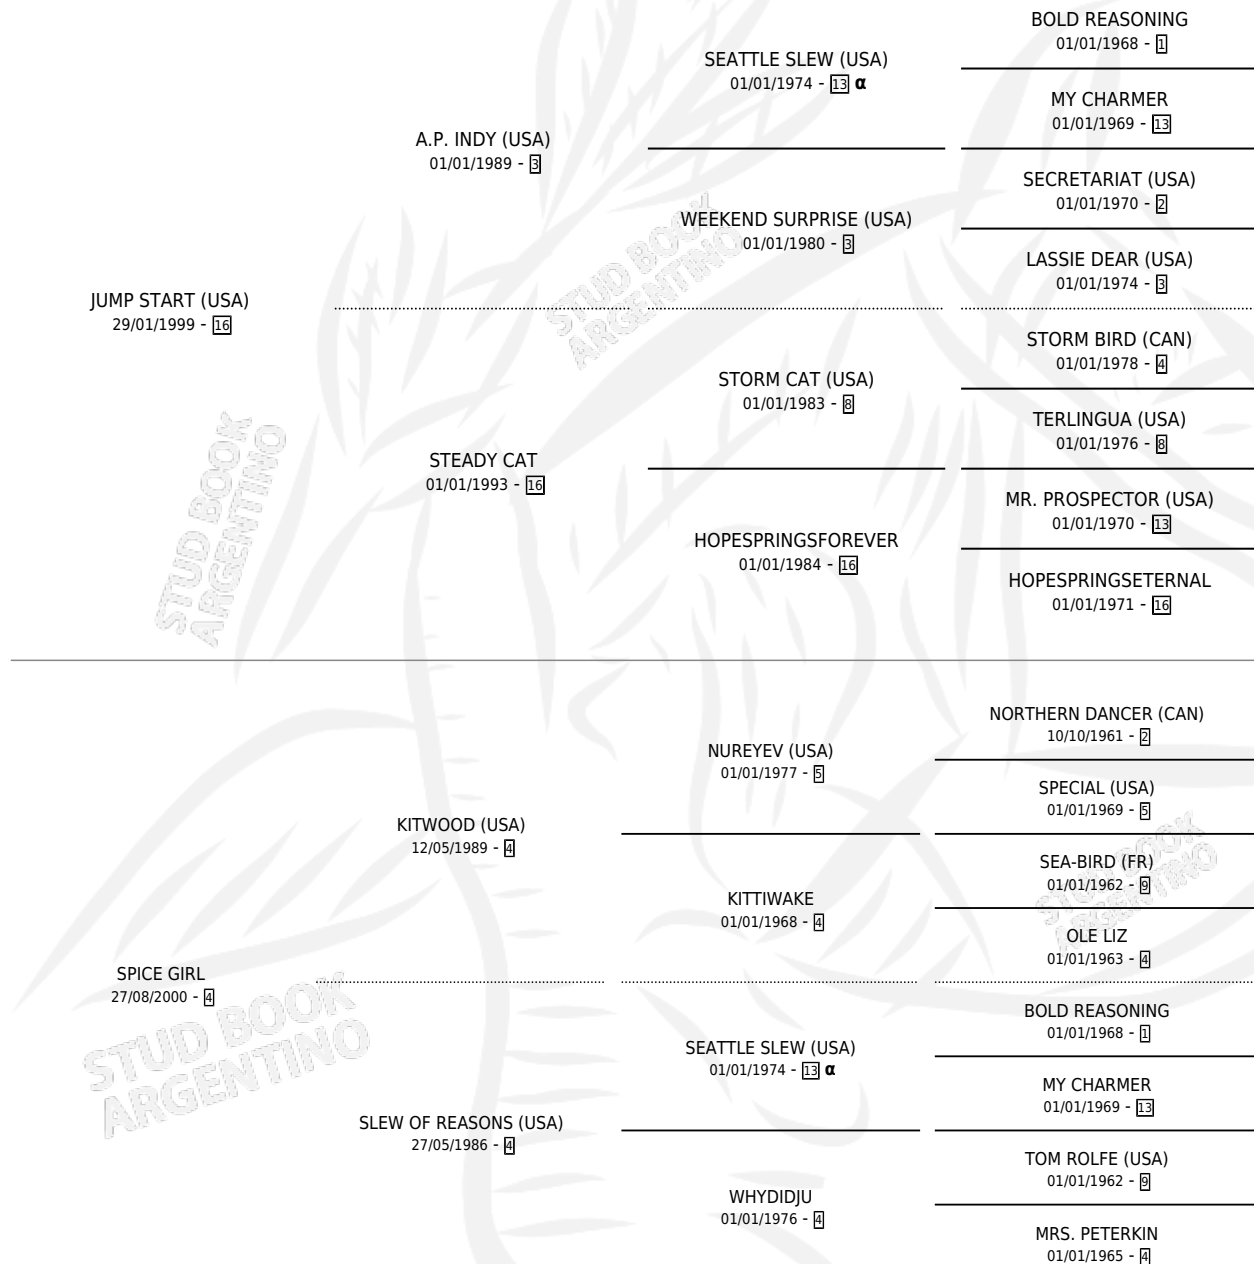 BOLD REASONING
01/01/1968 - 1
SEATTLE SLEW (USA)
01/01/1974 - 13 α
MY CHARMER
01/01/1969 - 13
A.P. INDY (USA)
01/01/1989 - 3
SECRETARIAT (USA)
01/01/1970 - 2
WEEKEND SURPRISE (USA)
01/01/1980 - 3
LASSIE DEAR (USA)
01/01/1974 - 3
JUMP START (USA)
29/01/1999 - 16
STORM BIRD (CAN)
01/01/1978 - 4
STORM CAT (USA)
01/01/1983 - 8
TERLINGUA (USA)
01/01/1976 - 8
STEADY CAT
01/01/1993 - 16
MR. PROSPECTOR (USA)
01/01/1970 - 13
HOPESPRINGSFOREVER
01/01/1984 - 16
HOPESPRINGSETERNAL
01/01/1971 - 16
NORTHERN DANCER (CAN)
10/10/1961 - 2
NUREYEV (USA)
01/01/1977 - 5
SPECIAL (USA)
01/01/1969 - 5
KITWOOD (USA)
12/05/1989 - 4
SEA-BIRD (FR)
01/01/1962 - 9
KITTIWAKE
01/01/1968 - 4
OLE LIZ
01/01/1963 - 4
SPICE GIRL
27/08/2000 - 4
BOLD REASONING
01/01/1968 - 1
SEATTLE SLEW (USA)
01/01/1974 - 13 α
MY CHARMER
01/01/1969 - 13
SLEW OF REASONS (USA)
27/05/1986 - 4
TOM ROLFE (USA)
01/01/1962 - 9
WHYDIDJU
01/01/1976 - 4
MRS. PETERKIN
01/01/1965 - 4
STUD BOOK
ARGENTINO
STUD BOOK
ARGENTINO
STUD BOOK
ARGENTINO
STUD BOOK
ARGENTINO